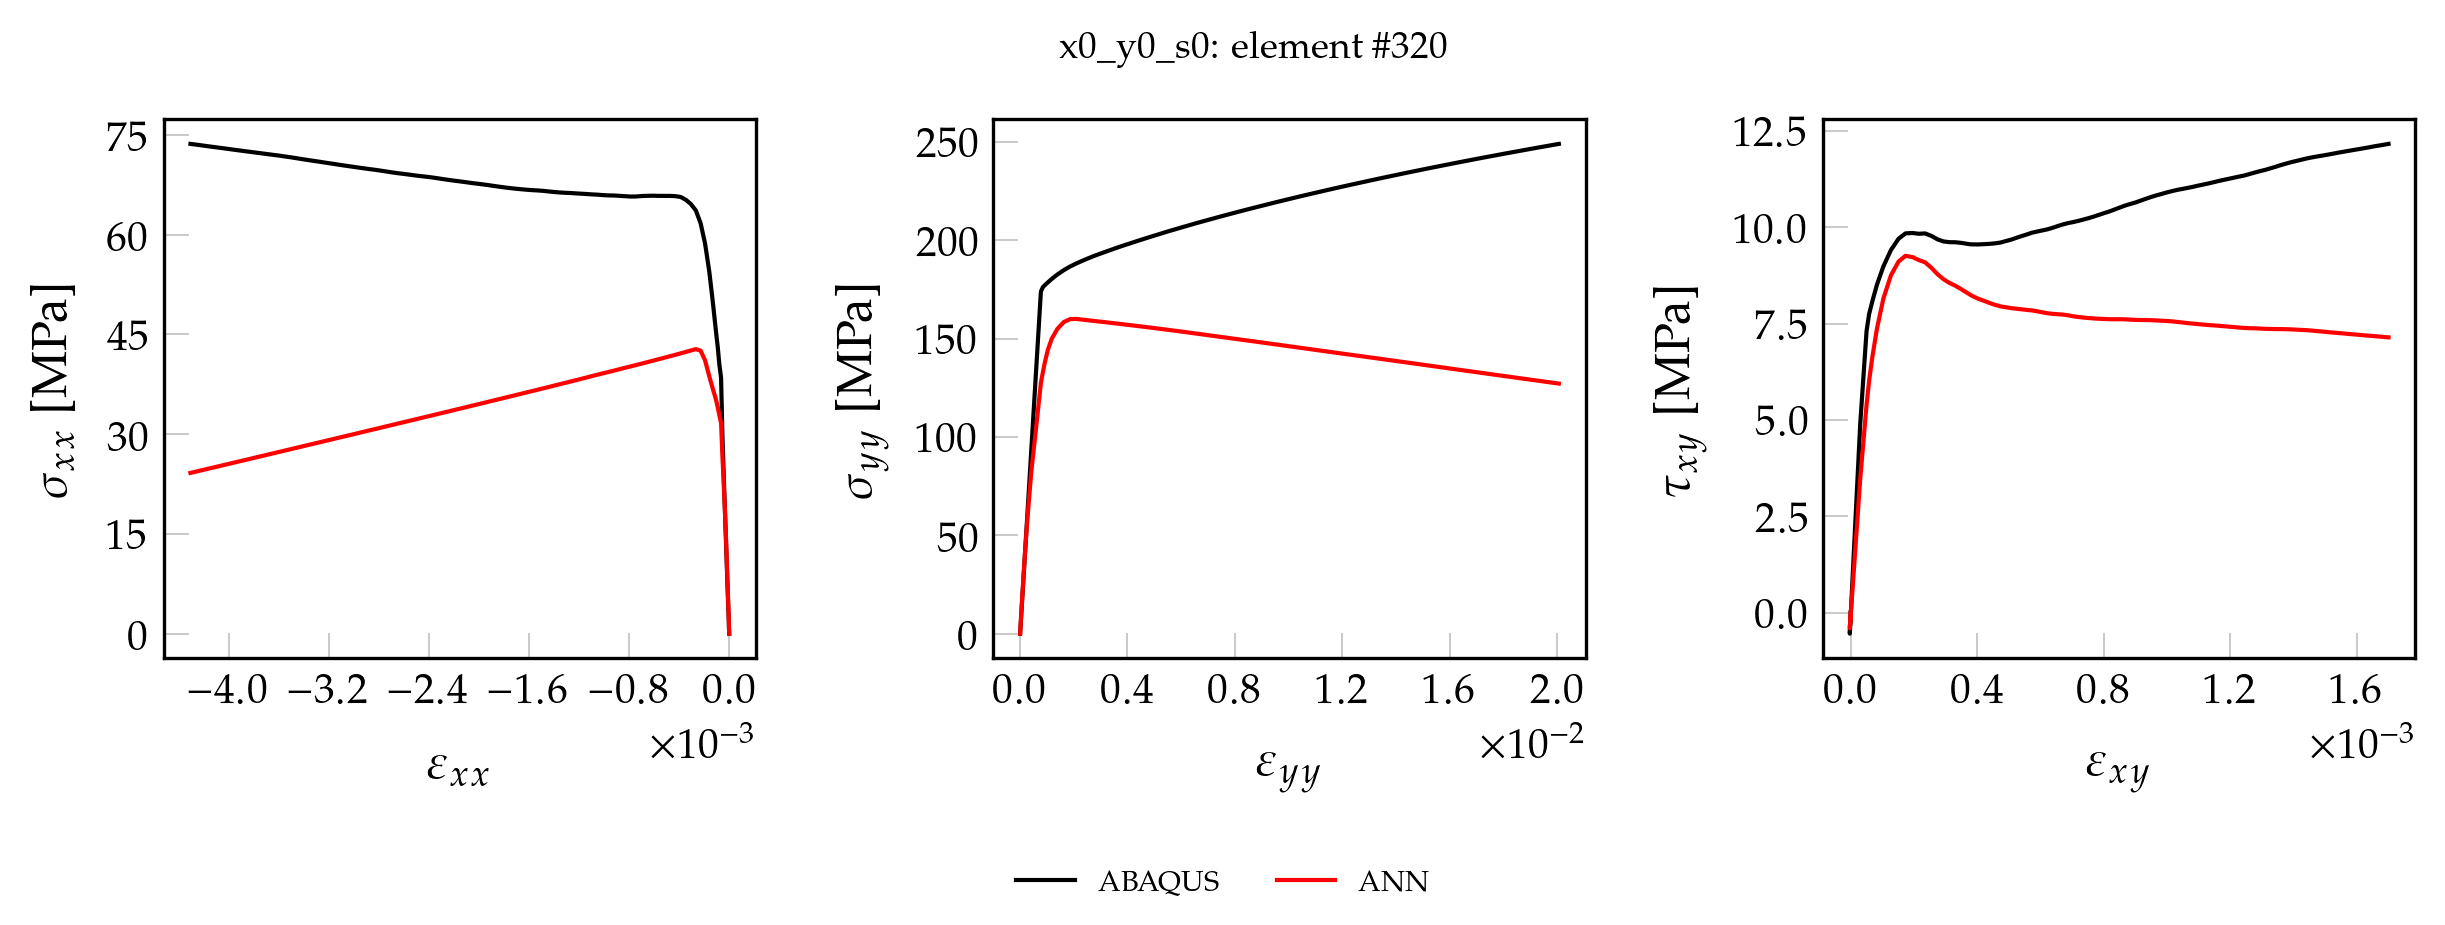 x0_y0_s0: element #320
75
60
45
30
15
0
σxx [MPa]
−4.0 −3.2 −2.4 −1.6 −0.8 0.0
×10−3
εxx
250
200
150
100
50
0
σyy [MPa]
0.0 0.4 0.8 1.2 1.6 2.0
×10−2
εyy
12.5
10.0
7.5
5.0
2.5
0.0
τxy [MPa]
0.0 0.4 0.8 1.2 1.6
×10−3
εxy
ABAQUS ANN